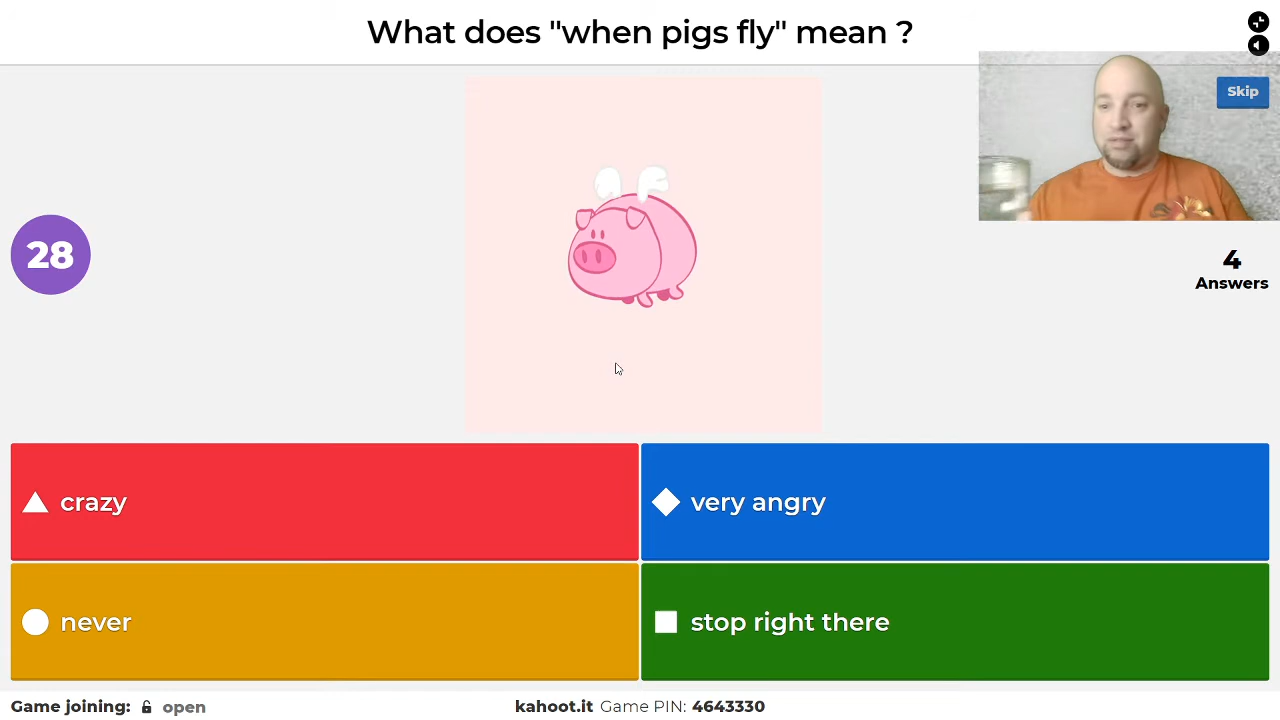 What does "when pigs fly" mean ?
Skip
28
4
Answers
crazy
very angry
never
stop right there
Game joining: open
kahoot.it Game PIN: 4643330